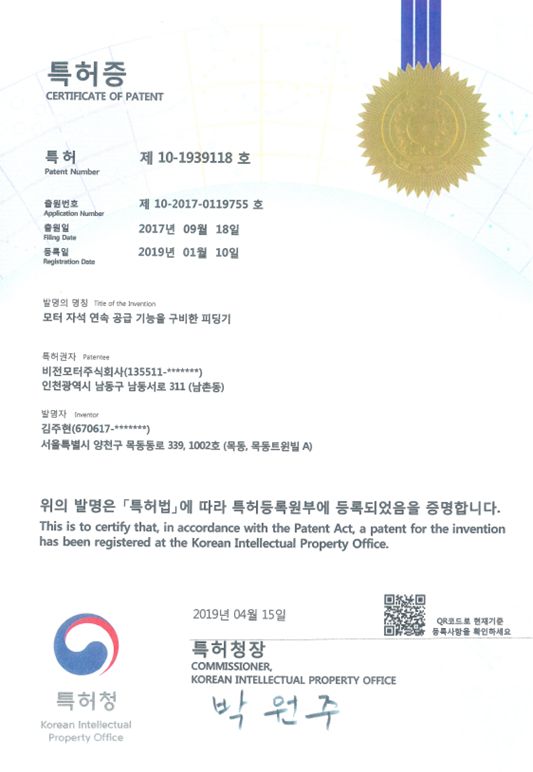 특허증
CERTIFICATE OF PATENT
특허 제 10-1939118 호
Patent Number
출원번호 제 10-2017-0119755 호
Application Number
출원일 2017년 09월 18일
Filing Date
등록일 2019년 01월 10일
Registration Date
발명의 명칭 Title of the Invention
모터 자석 연속 공급 기능을 구비한 피딩기
특허권자 Patentee
비전모터주식회사(135511-*******)
인천광역시 남동구 남동서로 311 (남촌동)
발명자 Inventor
김주현(670617-*******)
서울특별시 양천구 목동동로 339, 1002호 (목동, 목동트윈빌 A)
위의 발명은 「특허법」에 따라 특허등록원부에 등록되었음을 증명합니다.
This is to certify that, in accordance with the Patent Act, a patent for the invention
has been registered at the Korean Intellectual Property Office.
2019년 04월 15일
QR코드로 현재기준
등록사항을 확인하세요
특허청장
COMMISSIONER,
KOREAN INTELLECTUAL PROPERTY OFFICE
박원주
특허청
Korean Intellectual
Property Office